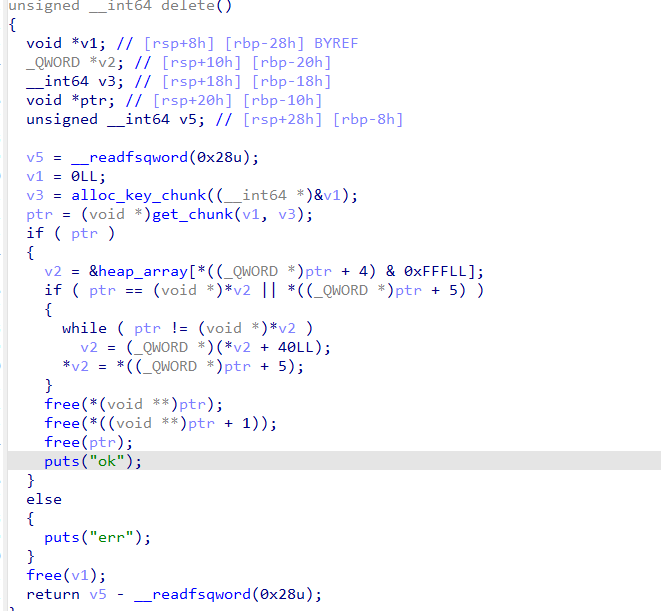 unsigned __int64 delete()
{
  void *v1; // [rsp+8h] [rbp-28h] BYREF
  _QWORD *v2; // [rsp+10h] [rbp-20h]
  __int64 v3; // [rsp+18h] [rbp-18h]
  void *ptr; // [rsp+20h] [rbp-10h]
  unsigned __int64 v5; // [rsp+28h] [rbp-8h]

  v5 = __readfsqword(0x28u);
  v1 = 0LL;
  v3 = alloc_key_chunk((__int64 *)&v1);
  ptr = (void *)get_chunk(v1, v3);
  if ( ptr )
  {
    v2 = &heap_array[*((_QWORD *)ptr + 4) & 0xFFFLL];
    if ( ptr == (void *)*v2 || *((_QWORD *)ptr + 5) )
    {
      while ( ptr != (void *)*v2 )
        v2 = (_QWORD *)(*v2 + 40LL);
      *v2 = *((_QWORD *)ptr + 5);
    }
    free(*(void **)ptr);
    free(*((void **)ptr + 1));
    free(ptr);
    puts("ok");
  }
  else
  {
    puts("err");
  }
  free(v1);
  return v5 - __readfsqword(0x28u);
}